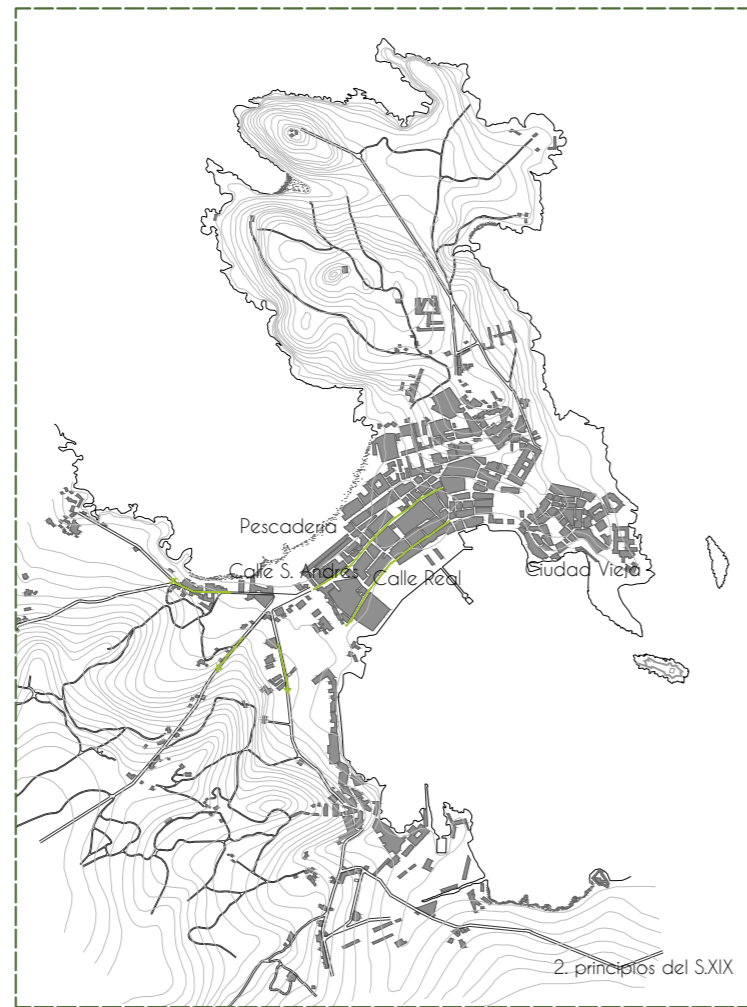 Pescadería
Calle S. Andrés
Calle Real
Ciudad Vieja
2. principios del S.XIX